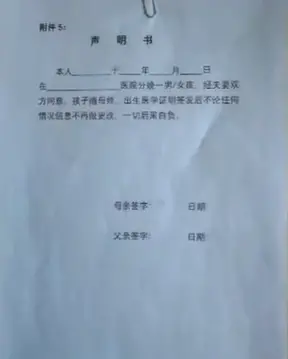 附件 5：
声 明 书
本人______于____年____月____日
在__________医院分娩一男/女孩，经夫妻双
方同意，孩子随母姓，出生医学证明签发后不论任何
情况信息不再做更改，一切后果自负。
母亲签字： 日期
父亲签字： 日期